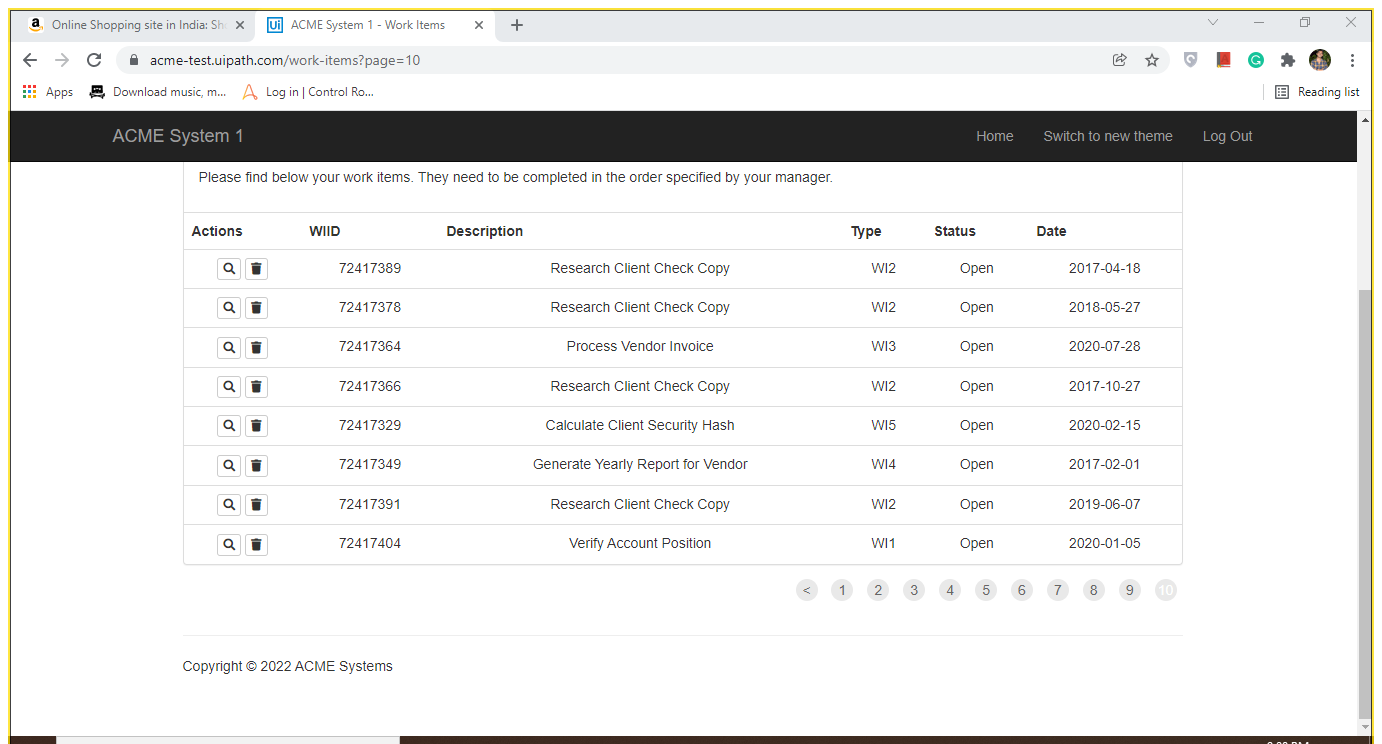 Online Shopping site in India: Sh
ACME System 1 - Work Items
acme-test.uipath.com/work-items?page=10
Apps Download music, m... Log in | Control Ro... Reading list
ACME System 1 Home Switch to new theme Log Out
Please find below your work items. They need to be completed in the order specified by your manager.
Actions WIID Description Type Status Date
72417389 Research Client Check Copy WI2 Open 2017-04-18
72417378 Research Client Check Copy WI2 Open 2018-05-27
72417364 Process Vendor Invoice WI3 Open 2020-07-28
72417366 Research Client Check Copy WI2 Open 2017-10-27
72417329 Calculate Client Security Hash WI5 Open 2020-02-15
72417349 Generate Yearly Report for Vendor WI4 Open 2017-02-01
72417391 Research Client Check Copy WI2 Open 2019-06-07
72417404 Verify Account Position WI1 Open 2020-01-05
< 1 2 3 4 5 6 7 8 9 10
Copyright © 2022 ACME Systems